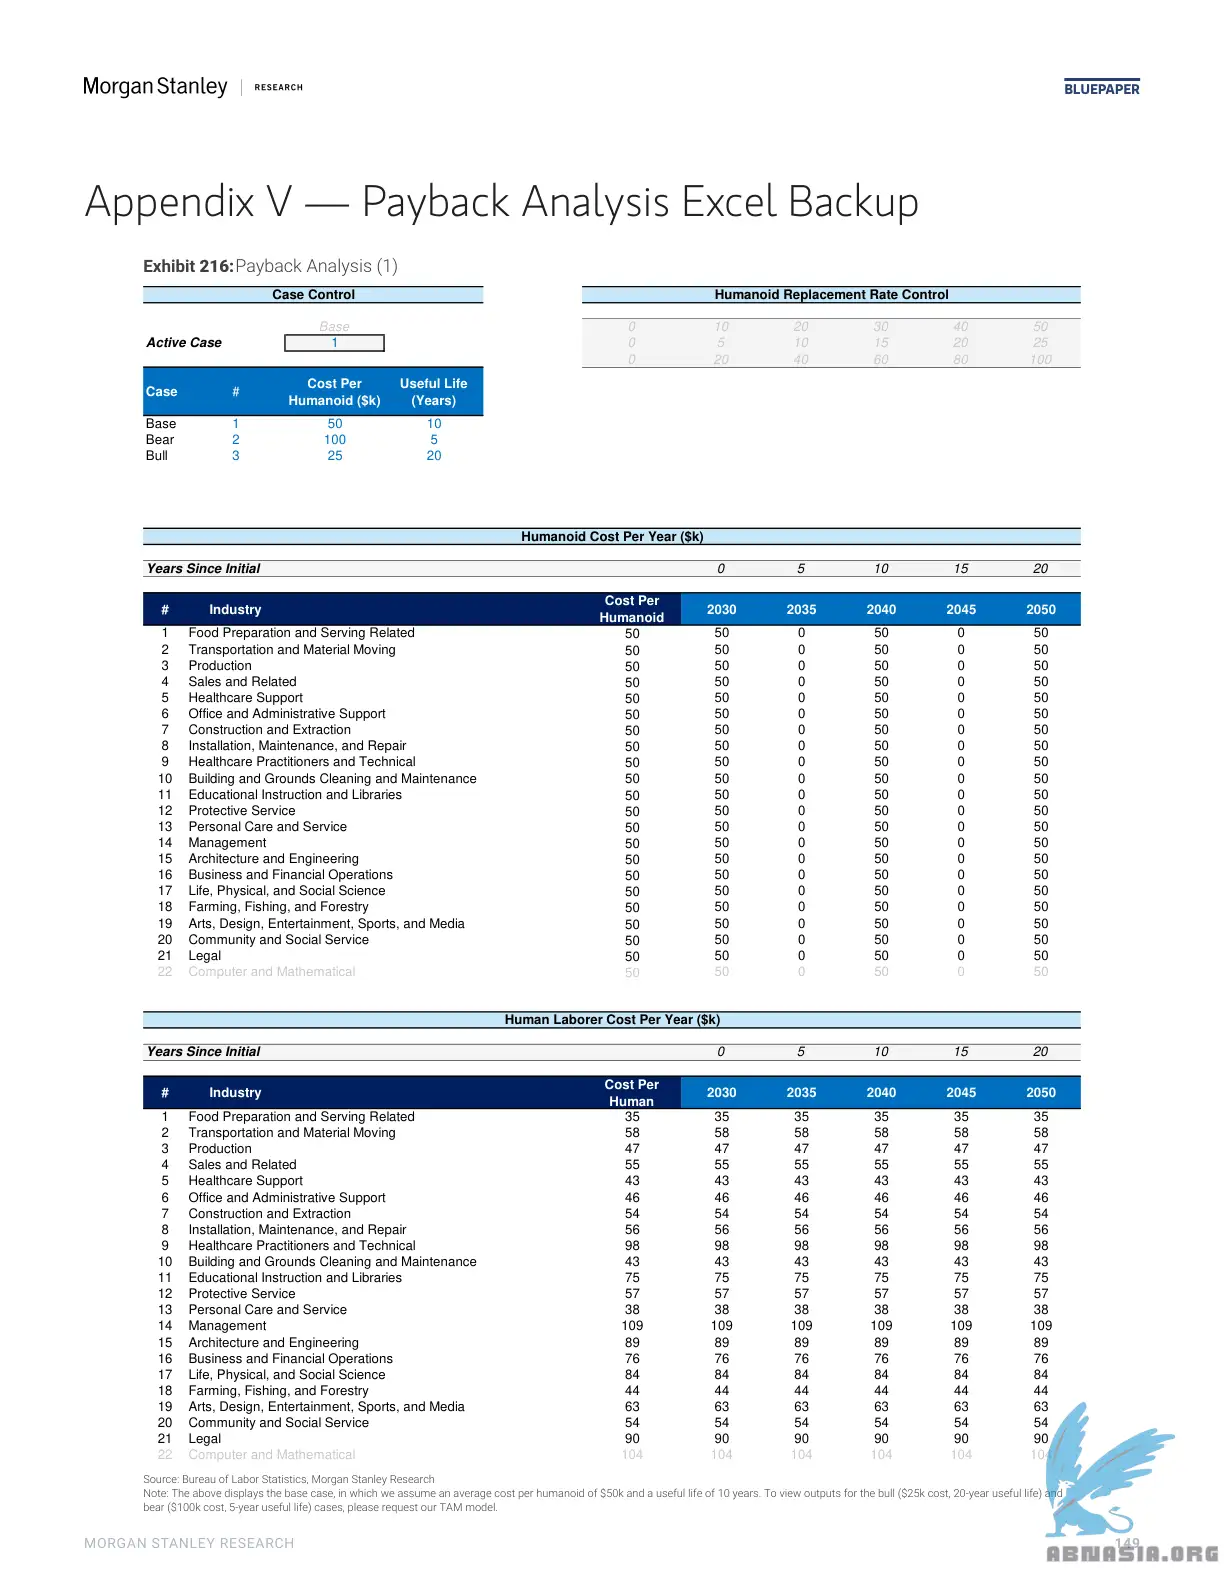 Morgan Stanley | RESEARCH
BLUEPAPER
Appendix V — Payback Analysis Excel Backup
Exhibit 216: Payback Analysis (1)
Case Control
Base
Active Case 1
Case # Cost Per Humanoid ($k) Useful Life (Years)
Base 1 50 10
Bear 2 100 5
Bull 3 25 20
Humanoid Replacement Rate Control
0 10 20 30 40 50
0 5 10 15 20 25
0 20 40 60 80 100
Humanoid Cost Per Year ($k)
Years Since Initial 0 5 10 15 20
# Industry Cost Per Humanoid 2030 2035 2040 2045 2050
1 Food Preparation and Serving Related 50 50 0 50 0 50
2 Transportation and Material Moving 50 50 0 50 0 50
3 Production 50 50 0 50 0 50
4 Sales and Related 50 50 0 50 0 50
5 Healthcare Support 50 50 0 50 0 50
6 Office and Administrative Support 50 50 0 50 0 50
7 Construction and Extraction 50 50 0 50 0 50
8 Installation, Maintenance, and Repair 50 50 0 50 0 50
9 Healthcare Practitioners and Technical 50 50 0 50 0 50
10 Building and Grounds Cleaning and Maintenance 50 50 0 50 0 50
11 Educational Instruction and Libraries 50 50 0 50 0 50
12 Protective Service 50 50 0 50 0 50
13 Personal Care and Service 50 50 0 50 0 50
14 Management 50 50 0 50 0 50
15 Architecture and Engineering 50 50 0 50 0 50
16 Business and Financial Operations 50 50 0 50 0 50
17 Life, Physical, and Social Science 50 50 0 50 0 50
18 Farming, Fishing, and Forestry 50 50 0 50 0 50
19 Arts, Design, Entertainment, Sports, and Media 50 50 0 50 0 50
20 Community and Social Service 50 50 0 50 0 50
21 Legal 50 50 0 50 0 50
22 Computer and Mathematical 50 50 0 50 0 50
Human Laborer Cost Per Year ($k)
Years Since Initial 0 5 10 15 20
# Industry Cost Per Human 2030 2035 2040 2045 2050
1 Food Preparation and Serving Related 35 35 35 35 35 35
2 Transportation and Material Moving 58 58 58 58 58 58
3 Production 47 47 47 47 47 47
4 Sales and Related 55 55 55 55 55 55
5 Healthcare Support 43 43 43 43 43 43
6 Office and Administrative Support 46 46 46 46 46 46
7 Construction and Extraction 54 54 54 54 54 54
8 Installation, Maintenance, and Repair 56 56 56 56 56 56
9 Healthcare Practitioners and Technical 98 98 98 98 98 98
10 Building and Grounds Cleaning and Maintenance 43 43 43 43 43 43
11 Educational Instruction and Libraries 75 75 75 75 75 75
12 Protective Service 57 57 57 57 57 57
13 Personal Care and Service 38 38 38 38 38 38
14 Management 109 109 109 109 109 109
15 Architecture and Engineering 89 89 89 89 89 89
16 Business and Financial Operations 76 76 76 76 76 76
17 Life, Physical, and Social Science 84 84 84 84 84 84
18 Farming, Fishing, and Forestry 44 44 44 44 44 44
19 Arts, Design, Entertainment, Sports, and Media 63 63 63 63 63 63
20 Community and Social Service 54 54 54 54 54 54
21 Legal 90 90 90 90 90 90
22 Computer and Mathematical 104 104 104 104 104 104
Source: Bureau of Labor Statistics, Morgan Stanley Research
Note: The above displays the base case, in which we assume an average cost per humanoid of $50k and a useful life of 10 years. To view outputs for the bull ($25k cost, 20-year useful life) and
bear ($100k cost, 5-year useful life) cases, please request our TAM model.
MORGAN STANLEY RESEARCH
149
ABNASIA.ORG